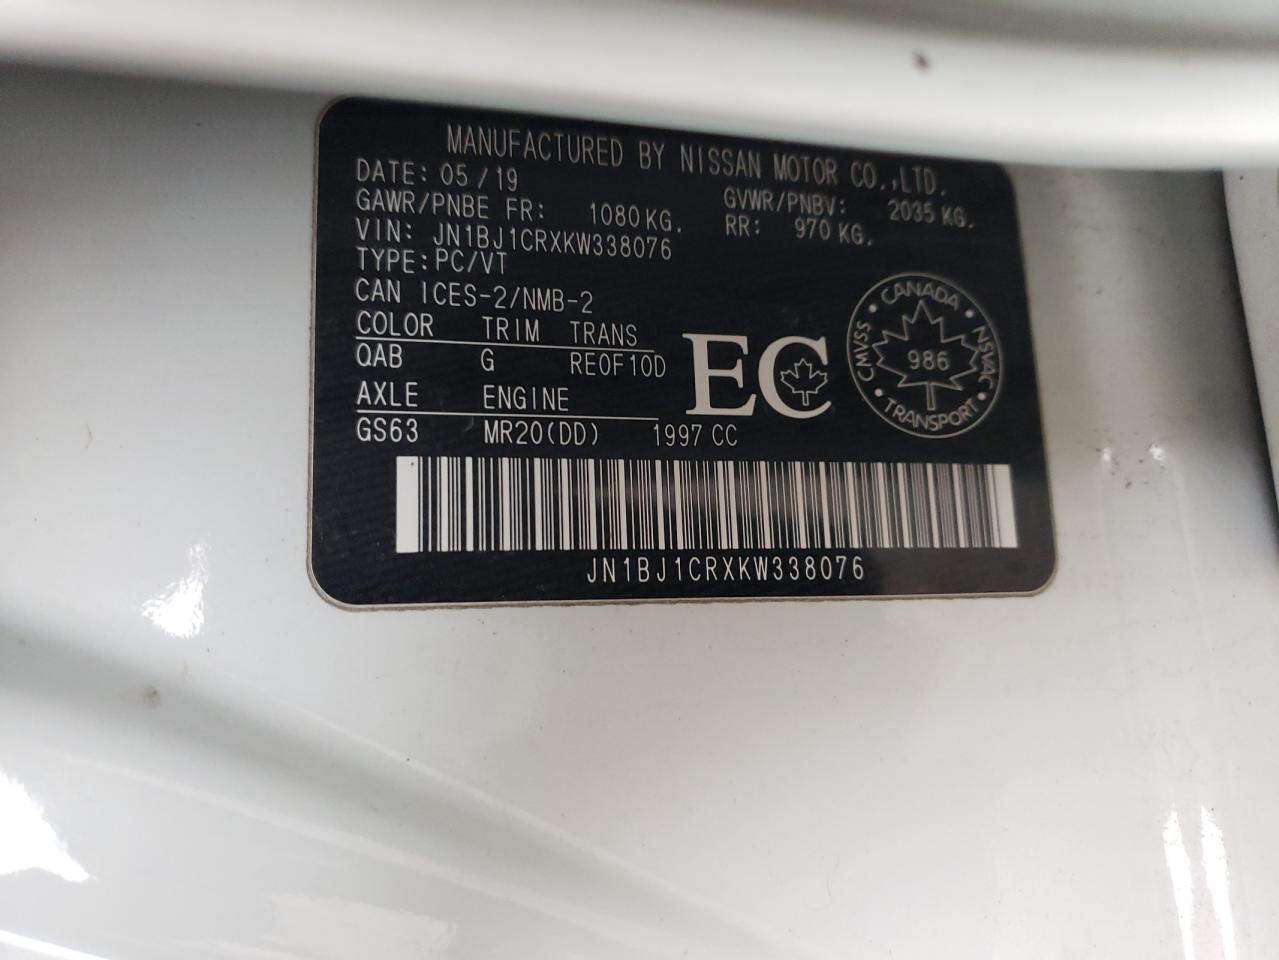 MANUFACTURED BY NISSAN MOTOR CO.,LTD.
DATE: 05/19 GVWR/PNBV: 2035 KG.
GAWR/PNBE FR: 1080 KG. RR: 970 KG.
VIN: JN1BJ1CRXKW338076
TYPE: PC/VT
CAN ICES-2/NMB-2
COLOR TRIM TRANS
QAB G RE0F10D
AXLE ENGINE
GS63 MR20(DD) 1997 CC
EC
CANADA
CMVSS 986 NSVAC
TRANSPORT
JN1BJ1CRXKW338076